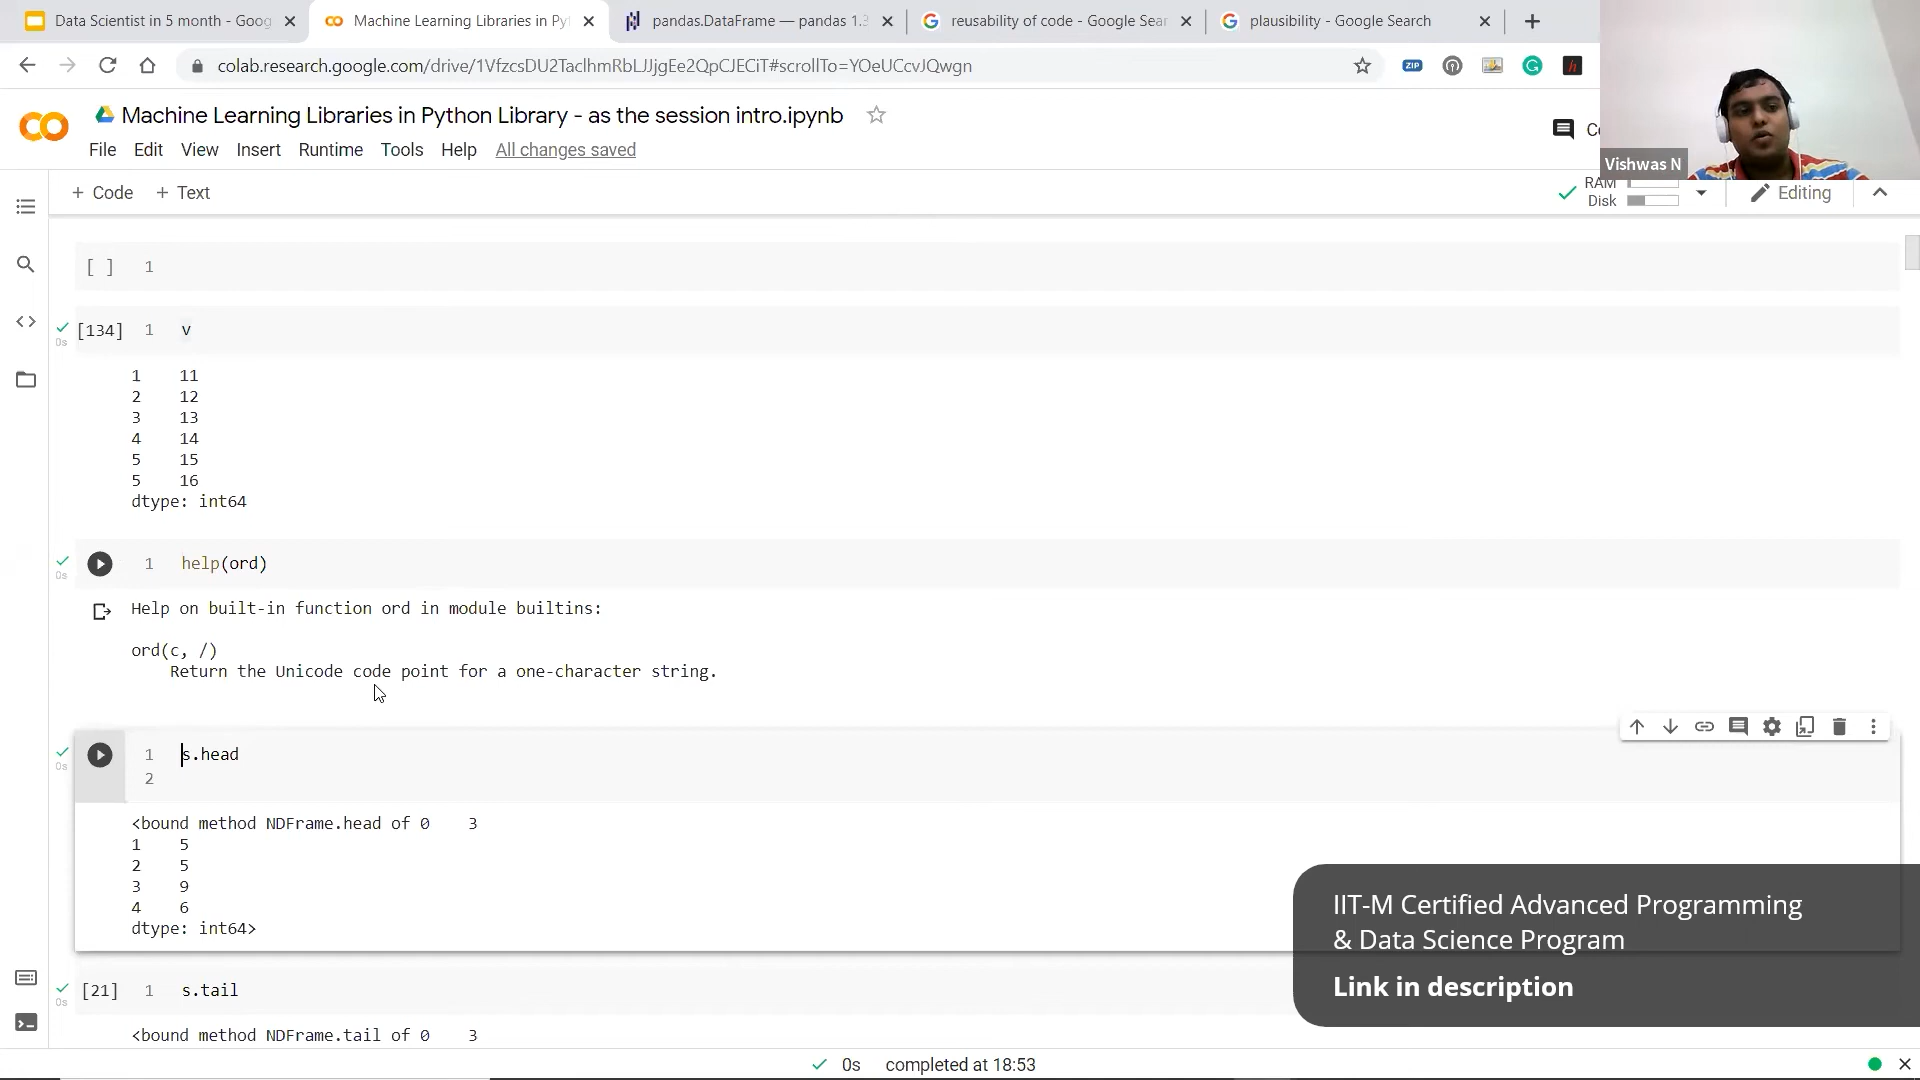 Data Scientist in 5 month - Goog
Machine Learning Libraries in Py
pandas.DataFrame — pandas 1.3
reusability of code - Google Sear
plausibility - Google Search
colab.research.google.com/drive/1VfzcsDU2TaclhmRbLJJjgEe2QpCJECiT#scrollTo=YOeUCcvJQwgn
ZIP
Machine Learning Libraries in Python Library - as the session intro.ipynb
File Edit View Insert Runtime Tools Help All changes saved
Vishwas N
+ Code + Text
RAM
Disk
Editing
[ ] 1
[134] 1 v
0s
1 11
2 12
3 13
4 14
5 15
5 16
dtype: int64
1 help(ord)
0s
Help on built-in function ord in module builtins:
ord(c, /)
Return the Unicode code point for a one-character string.
1 s.head
0s
2
<bound method NDFrame.head of 0 3
1 5
2 5
3 9
4 6
dtype: int64>
[21] 1 s.tail
0s
<bound method NDFrame.tail of 0 3
IIT-M Certified Advanced Programming
& Data Science Program
Link in description
0s completed at 18:53